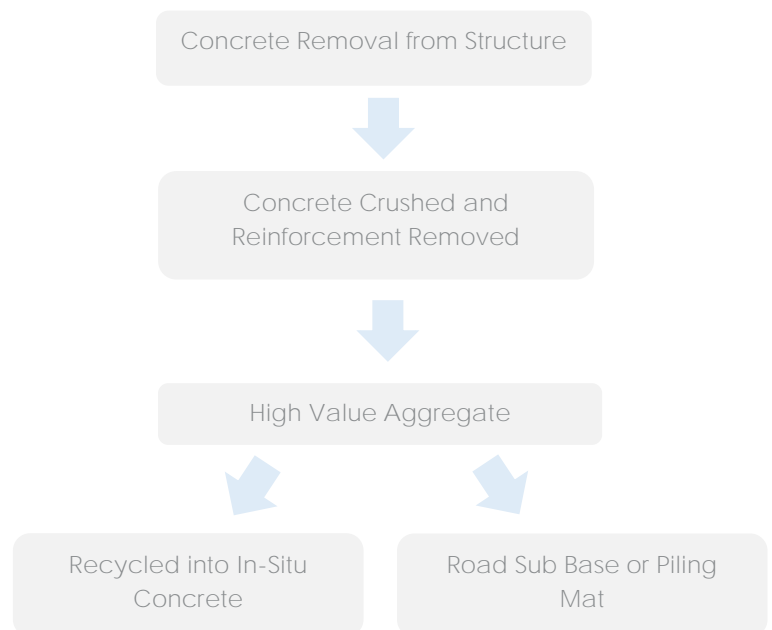 Concrete Removal from Structure
Concrete Crushed and
Reinforcement Removed
High Value Aggregate
Recycled into In-Situ
Concrete
Road Sub Base or Piling
Mat